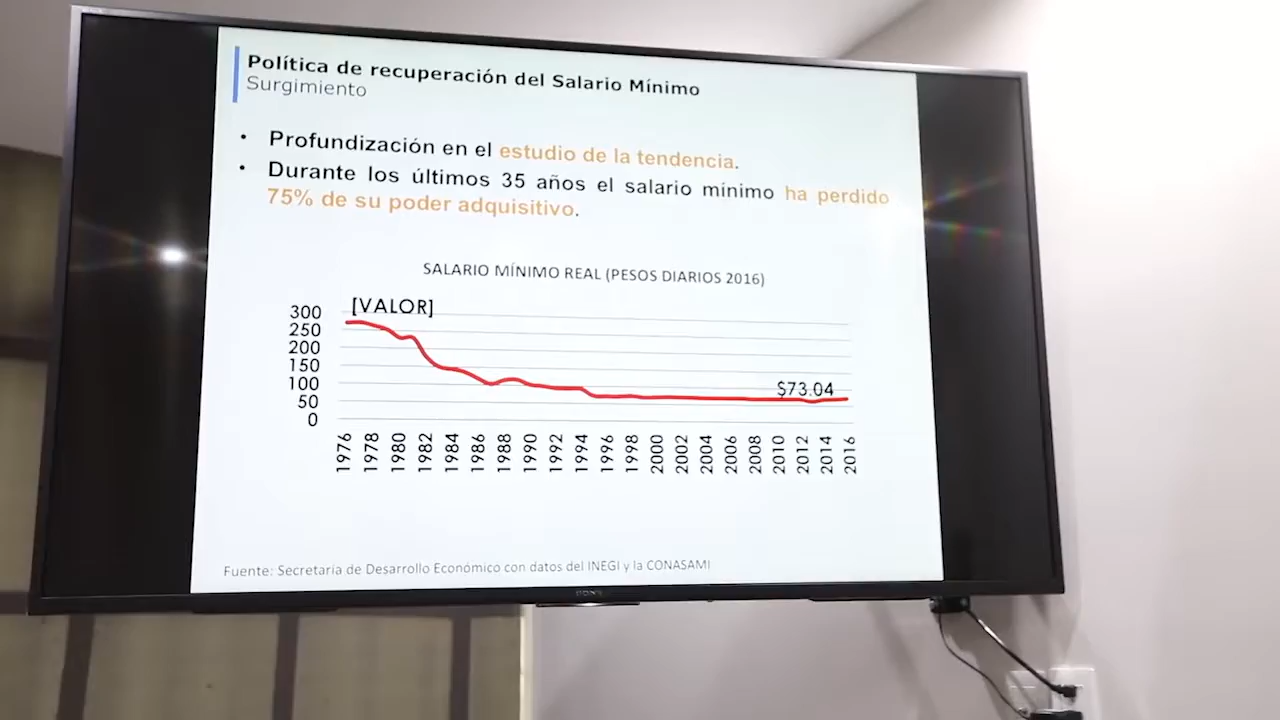 Política de recuperación del Salario Mínimo
Surgimiento
• Profundización en el estudio de la tendencia.
• Durante los últimos 35 años el salario mínimo ha perdido
75% de su poder adquisitivo.
SALARIO MÍNIMO REAL (PESOS DIARIOS 2016)
[VALOR]
300
250
200
150
100
50
0
$73.04
1976 1978 1980 1982 1984 1986 1988 1990 1992 1994 1996 1998 2000 2002 2004 2006 2008 2010 2012 2014 2016
Fuente: Secretaria de Desarrollo Económico con datos del INEGI y la CONASAMI
SONY